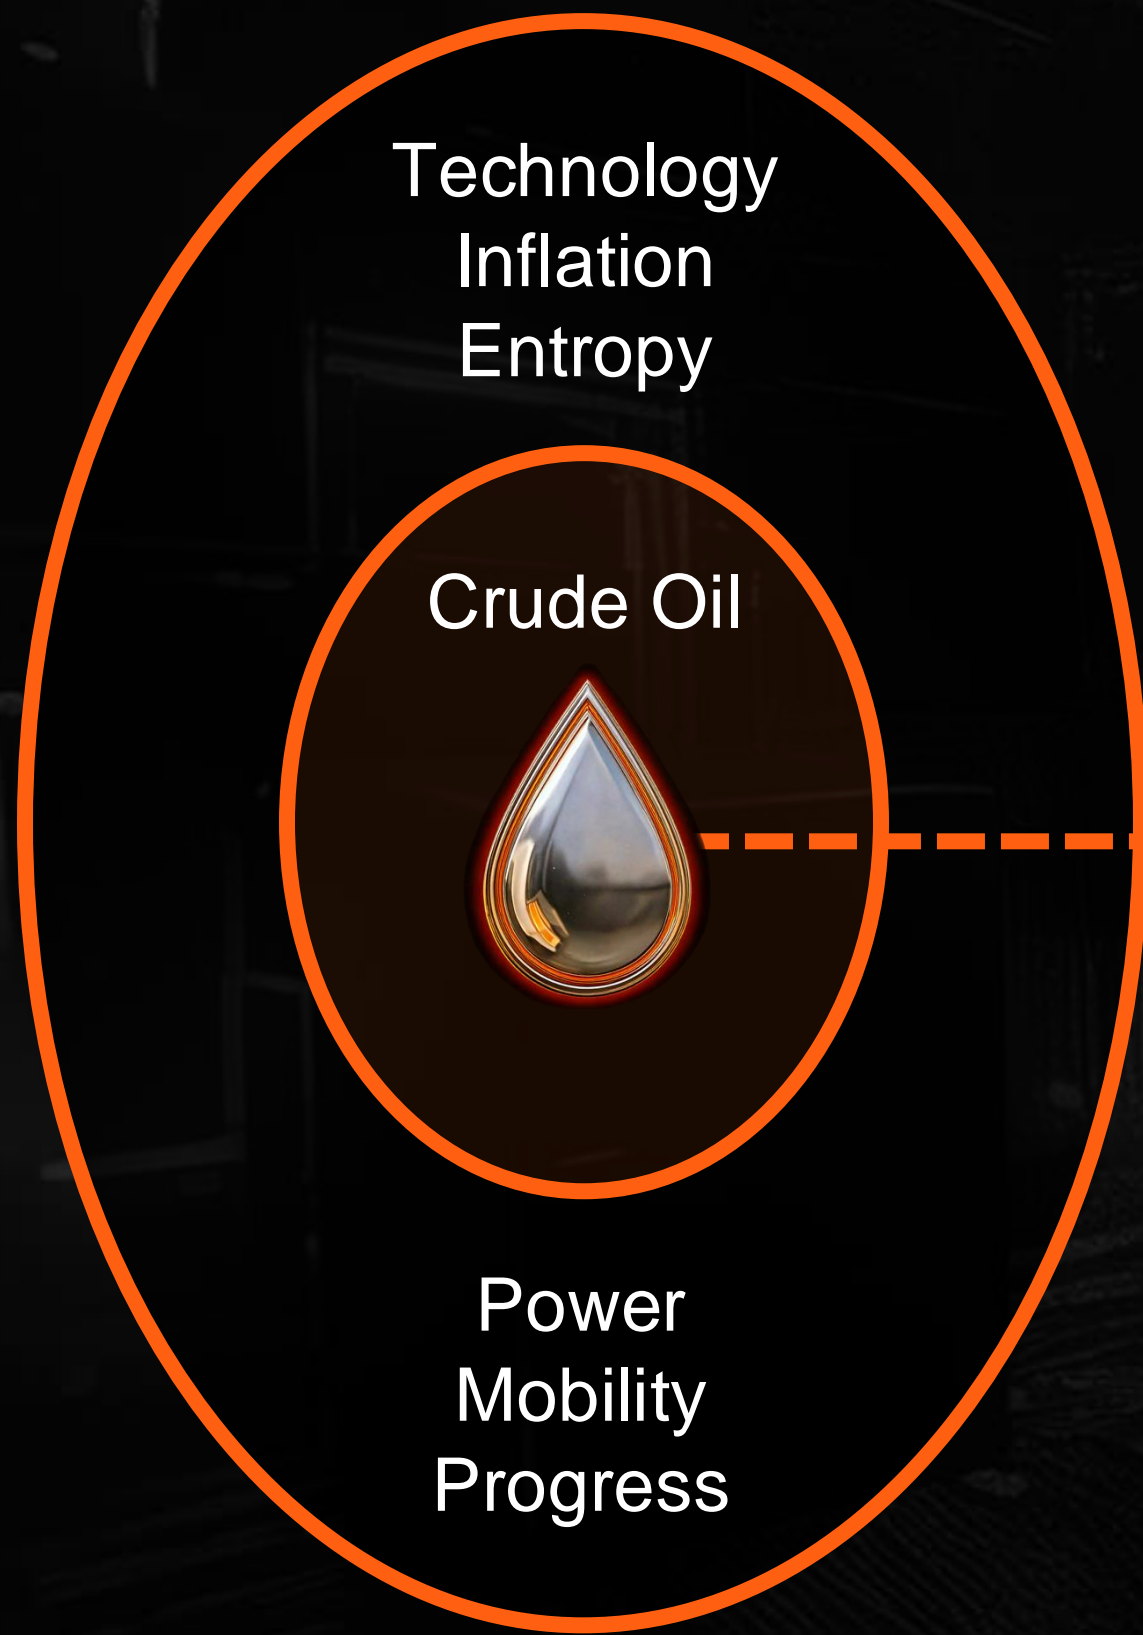 Technology
Inflation
Entropy
Crude Oil
Power
Mobility
Progress